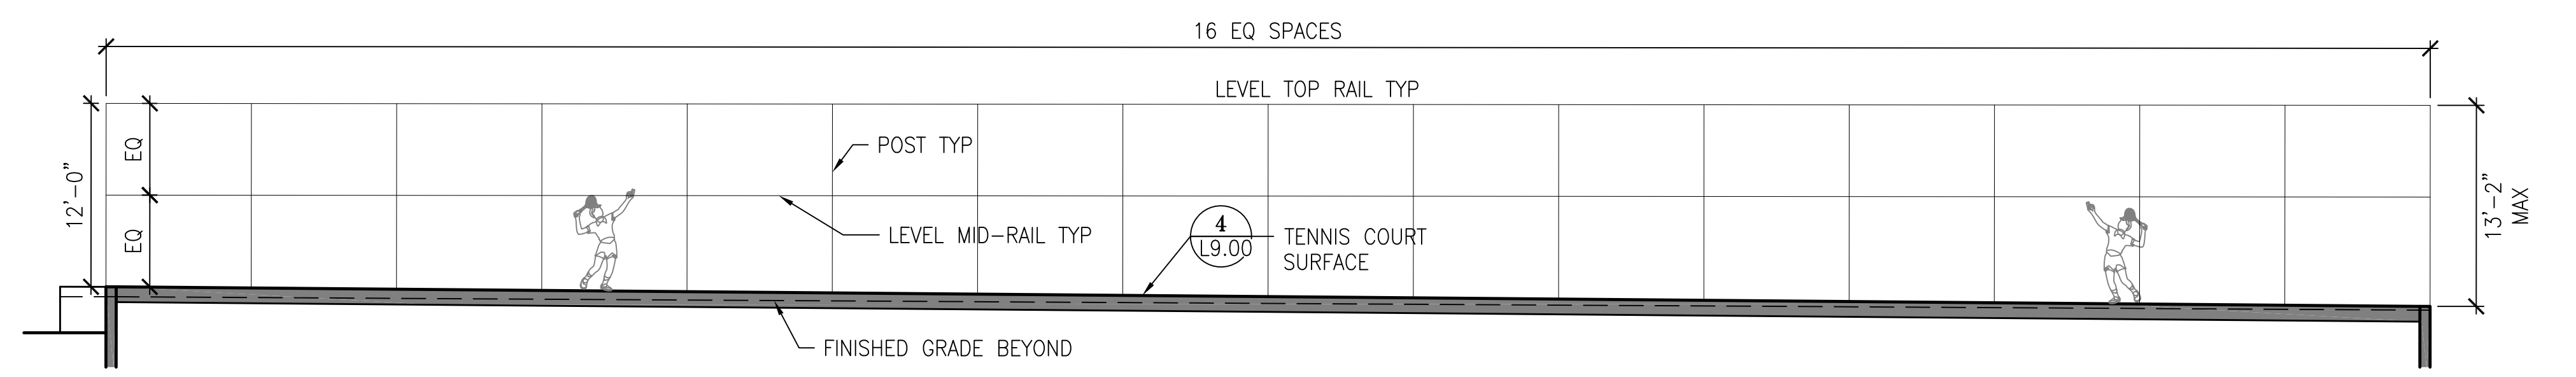 16 EQ SPACES
LEVEL TOP RAIL TYP
EQ
EQ
12'-0"
POST TYP
LEVEL MID-RAIL TYP
4
L9.00
TENNIS COURT
SURFACE
13'-2"
MAX
FINISHED GRADE BEYOND